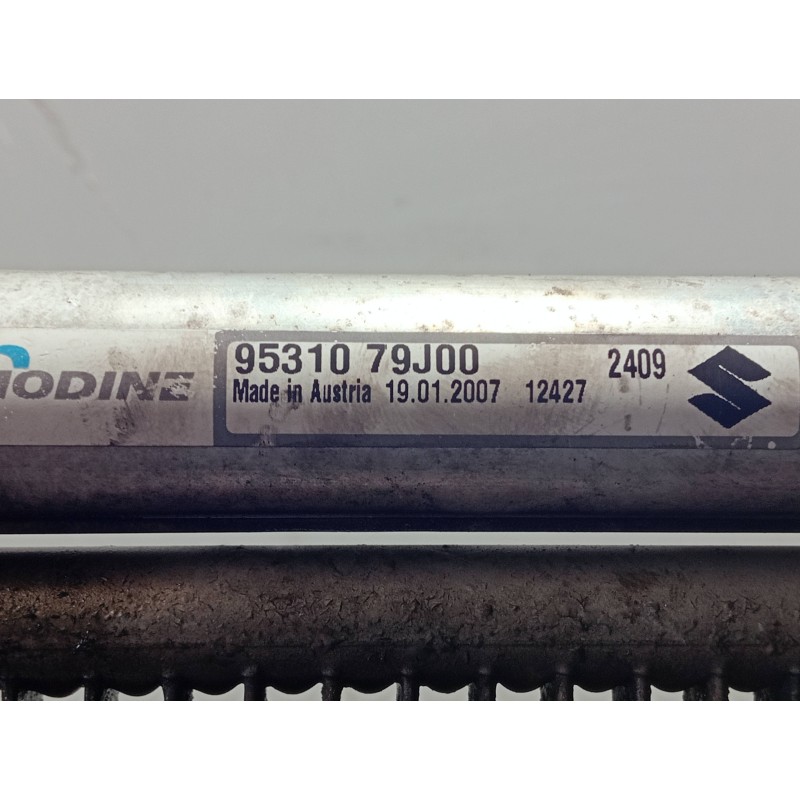 MODINE
95310 79J00 2409
Made in Austria 19.01.2007 12427